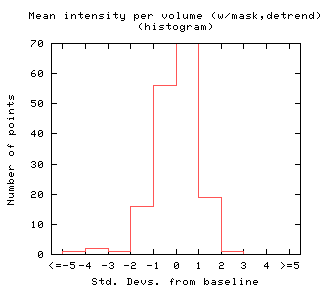 Mean intensity per volume (w/mask,detrend)
(histogram)
70
60
50
40
30
20
10
0
Number of points
<=-5 -4 -3 -2 -1 0 1 2 3 4 >=5
Std. Devs. from baseline